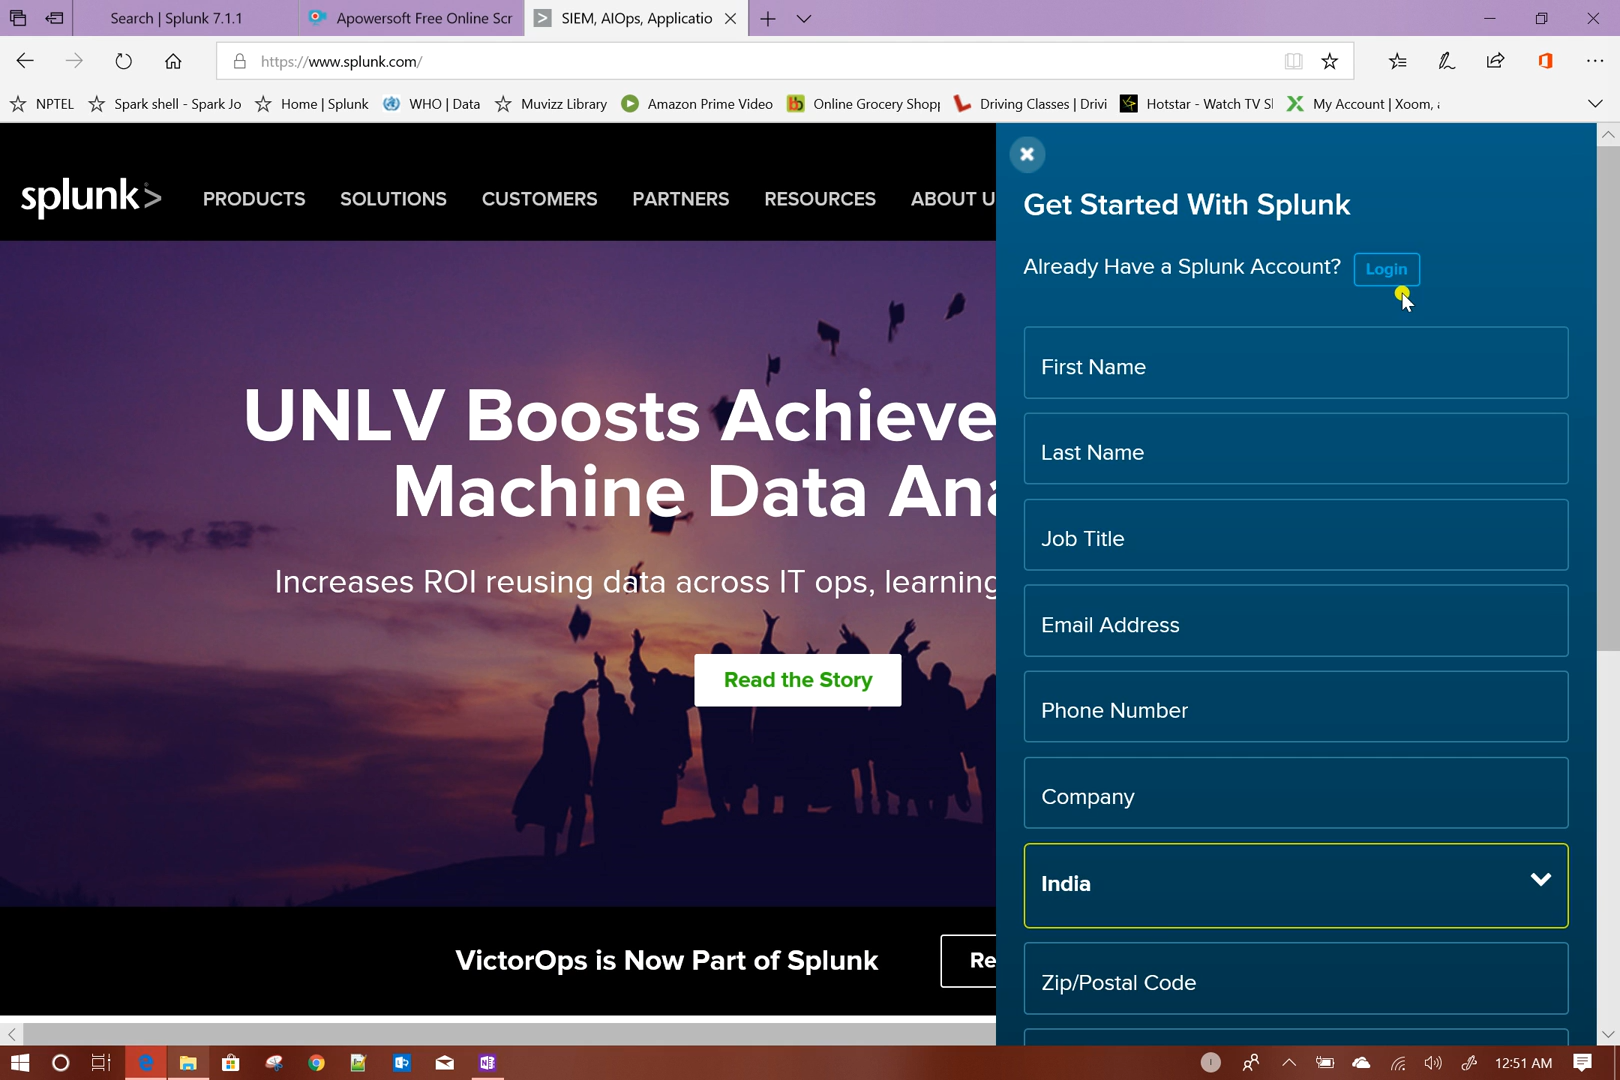 Search | Splunk 7.1.1
Apowersoft Free Online Scr
SIEM, AIOps, Applicatio
https://www.splunk.com/
NPTEL
Spark shell - Spark Jo
Home | Splunk
WHO | Data
Muvizz Library
Amazon Prime Video
Online Grocery Shopp
Driving Classes | Drivi
Hotstar - Watch TV S
My Account | Xoom,
splunk>
PRODUCTS
SOLUTIONS
CUSTOMERS
PARTNERS
RESOURCES
ABOUT U
UNLV Boosts Achieve
Machine Data Ana
Increases ROI reusing data across IT ops, learning
Read the Story
VictorOps is Now Part of Splunk
Re
Get Started With Splunk
Already Have a Splunk Account? Login
First Name
Last Name
Job Title
Email Address
Phone Number
Company
India
Zip/Postal Code
12:51 AM